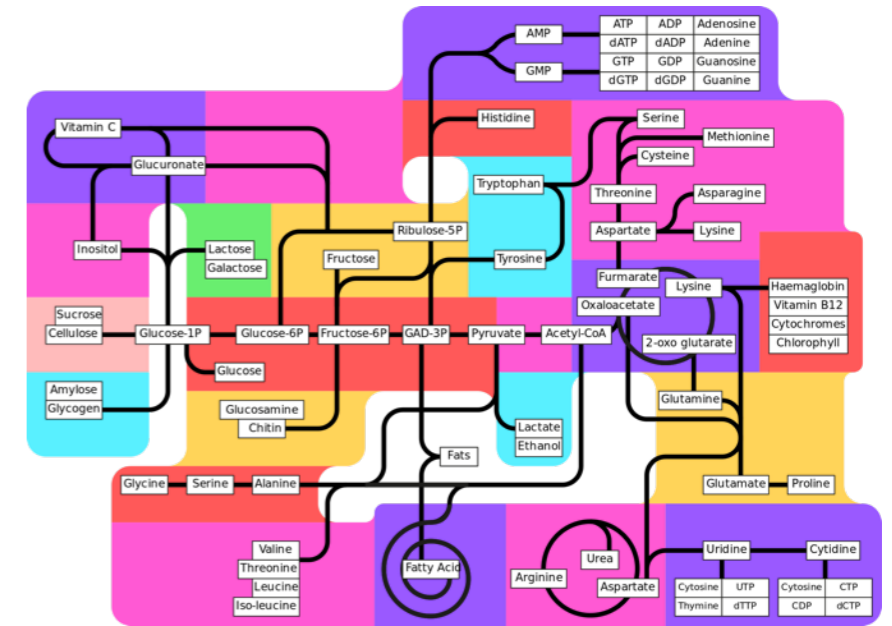 AMP
ATP ADP Adenosine
dATP dADP Adenine
GMP
GTP GDP Guanosine
dGTP dGDP Guanine
Vitamin C
Histidine
Serine
Methionine
Cysteine
Glucuronate
Tryptophan
Threonine
Asparagine
Inositol
Lactose
Galactose
Ribulose-5P
Fructose
Tyrosine
Aspartate
Lysine
Furmarate
Lysine
Haemaglobin
Vitamin B12
Cytochromes
Chlorophyll
Oxaloacetate
2-oxo glutarate
Sucrose
Cellulose
Glucose-1P
Glucose-6P
Fructose-6P
GAD-3P
Pyruvate
Acetyl-CoA
Glucose
Amylose
Glycogen
Glucosamine
Chitin
Glutamine
Lactate
Ethanol
Fats
Glycine
Serine
Alanine
Glutamate
Proline
Valine
Threonine
Leucine
Iso-leucine
Fatty Acid
Arginine
Urea
Aspartate
Uridine
Cytidine
Cytosine UTP
Thymine dTTP
Cytosine CTP
CDP dCTP